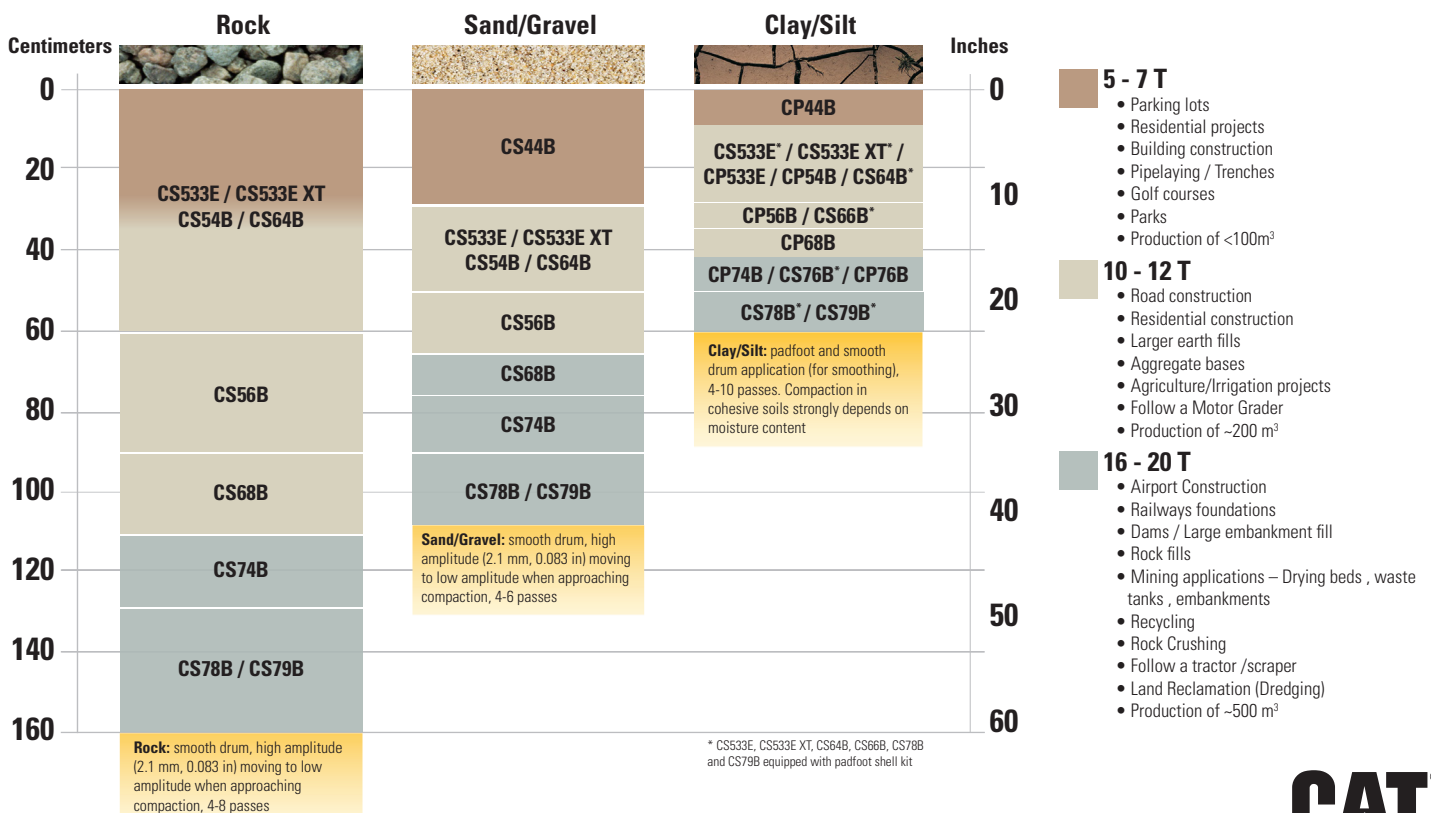 Rock
Sand/Gravel
Clay/Silt
Centimeters
Inches
0
20
40
60
80
100
120
140
160
CS533E / CS533E XT
CS54B / CS64B
CS56B
CS68B
CS74B
CS78B / CS79B
Rock: smooth drum, high amplitude
(2.1 mm, 0.083 in) moving to low
amplitude when approaching
compaction, 4-8 passes
CS44B
CS533E / CS533E XT
CS54B / CS64B
CS56B
CS68B
CS74B
CS78B / CS79B
Sand/Gravel: smooth drum, high
amplitude (2.1 mm, 0.083 in) moving
to low amplitude when approaching
compaction, 4-6 passes
CP44B
CS533E* / CS533E XT* /
CP533E / CP54B / CS64B*
CP56B / CS66B*
CP68B
CP74B / CS76B* / CP76B
CS78B* / CS79B*
Clay/Silt: padfoot and smooth
drum application (for smoothing),
4-10 passes. Compaction in
cohesive soils strongly depends on
moisture content
* CS533E, CS533E XT, CS64B, CS66B, CS78B
and CS79B equipped with padfoot shell kit
0
10
20
30
40
50
60
5 - 7 T
• Parking lots
• Residential projects
• Building construction
• Pipelaying / Trenches
• Golf courses
• Parks
• Production of <100m³
10 - 12 T
• Road construction
• Residential construction
• Larger earth fills
• Aggregate bases
• Agriculture/Irrigation projects
• Follow a Motor Grader
• Production of ~200 m³
16 - 20 T
• Airport Construction
• Railways foundations
• Dams / Large embankment fill
• Rock fills
• Mining applications – Drying beds , waste
tanks , embankments
• Recycling
• Rock Crushing
• Follow a tractor /scraper
• Land Reclamation (Dredging)
• Production of ~500 m³
CAT